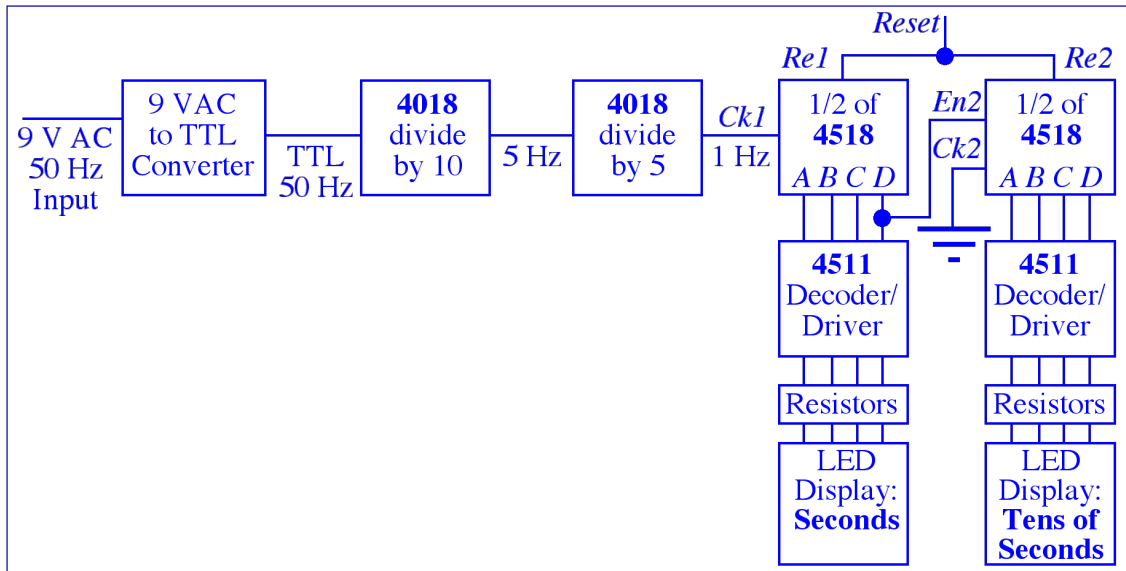 9 V AC
50 Hz
Input
9 VAC
to TTL
Converter
TTL
50 Hz
4018
divide
by 10
5 Hz
4018
divide
by 5
Ck1
1 Hz
Reset
Re1
1/2 of
4518
A B C D
Re2
En2
Ck2
1/2 of
4518
A B C D
4511
Decoder/
Driver
4511
Decoder/
Driver
Resistors
Resistors
LED
Display:
Seconds
LED
Display:
Tens of
Seconds